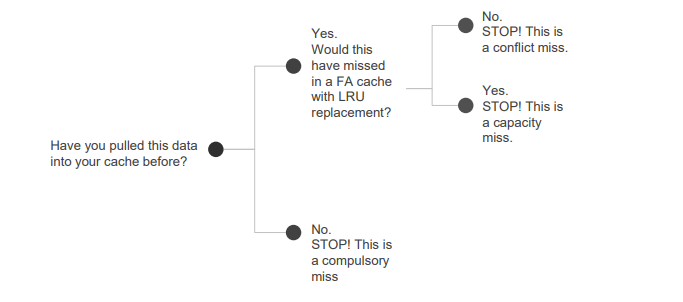 Have you pulled this data
into your cache before?
Yes.
Would this
have missed
in a FA cache
with LRU
replacement?
No.
STOP! This is
a conflict miss.
Yes.
STOP! This is
a capacity
miss.
No.
STOP! This is
a compulsory
miss